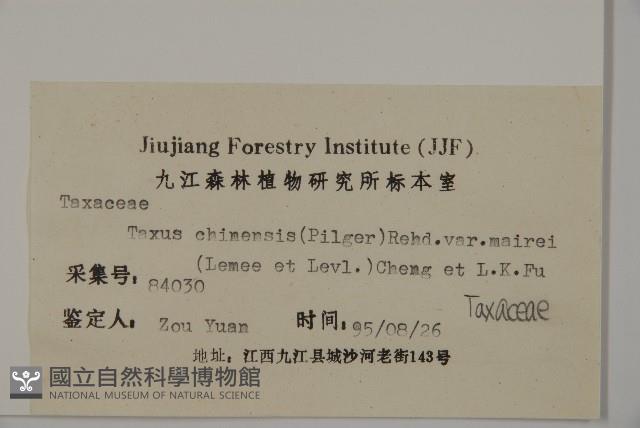 Jiujiang Forestry Institute (JJF)
九江森林植物研究所标本室
Taxaceae
Taxus chinensis(Pilger)Rehd.var.mairei
(Lemee et Levl.)Cheng et L.K.Fu
采集号: 84030
Taxaceae
鉴定人: Zou Yuan 时间: 95/08/26
地址: 江西九江县城沙河老街143号
國立自然科學博物館
NATIONAL MUSEUM OF NATURAL SCIENCE